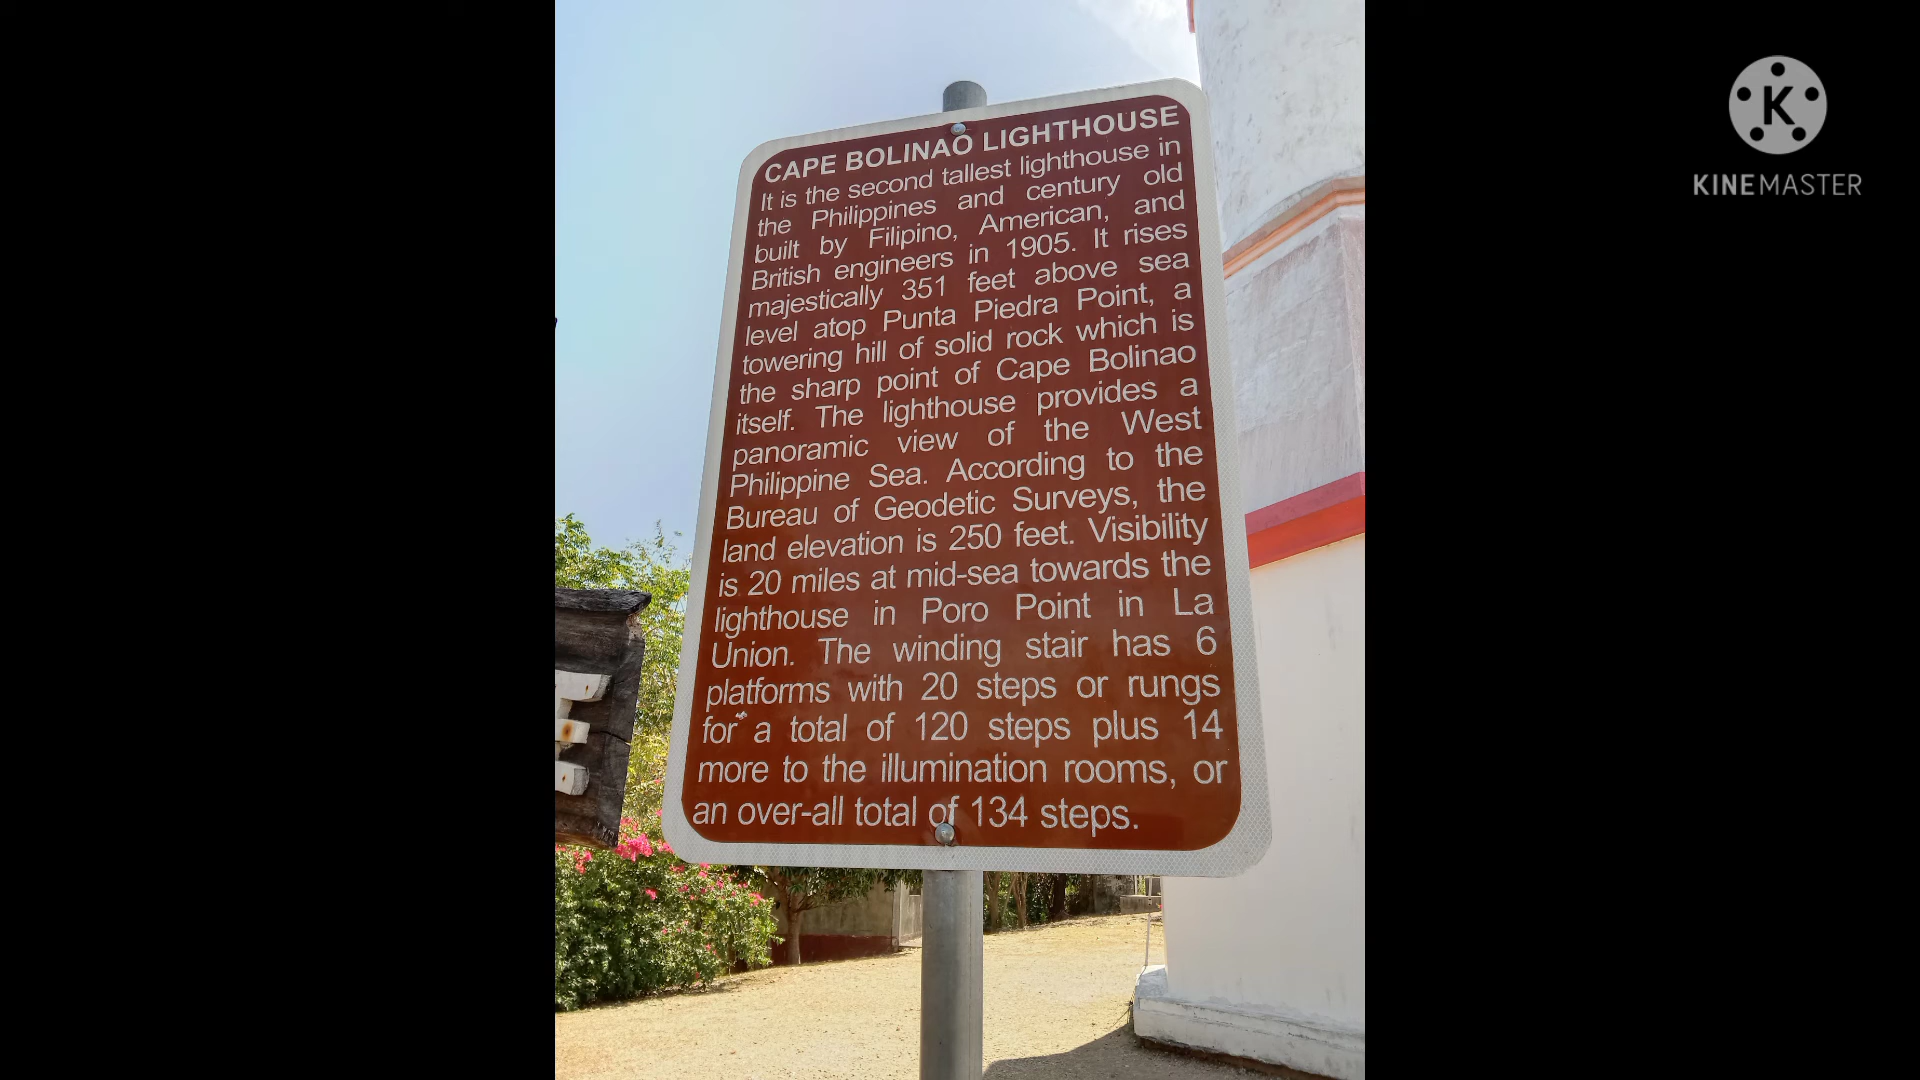 CAPE BOLINAO LIGHTHOUSE
It is the second tallest lighthouse in
the Philippines and century old
built by Filipino, American, and
British engineers in 1905. It rises
majestically 351 feet above sea
level atop Punta Piedra Point, a
towering hill of solid rock which is
the sharp point of Cape Bolinao
itself. The lighthouse provides a
panoramic view of the West
Philippine Sea. According to the
Bureau of Geodetic Surveys, the
land elevation is 250 feet. Visibility
is 20 miles at mid-sea towards the
lighthouse in Poro Point in La
Union. The winding stair has 6
platforms with 20 steps or rungs
for a total of 120 steps plus 14
more to the illumination rooms, or
an over-all total of 134 steps.
K
KINEMASTER